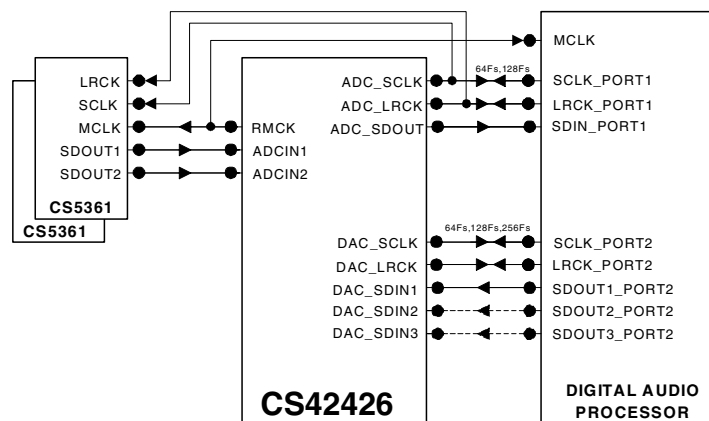 LRCK
SCLK
MCLK
SDOUT1
SDOUT2
CS5361
CS5361
RMCK
ADCIN1
ADCIN2
ADC_SCLK
ADC_LRCK
ADC_SDOUT
DAC_SCLK
DAC_LRCK
DAC_SDIN1
DAC_SDIN2
DAC_SDIN3
CS42426
64Fs,128Fs
64Fs,128Fs,256Fs
MCLK
SCLK_PORT1
LRCK_PORT1
SDIN_PORT1
SCLK_PORT2
LRCK_PORT2
SDOUT1_PORT2
SDOUT2_PORT2
SDOUT3_PORT2
DIGITAL AUDIO
PROCESSOR